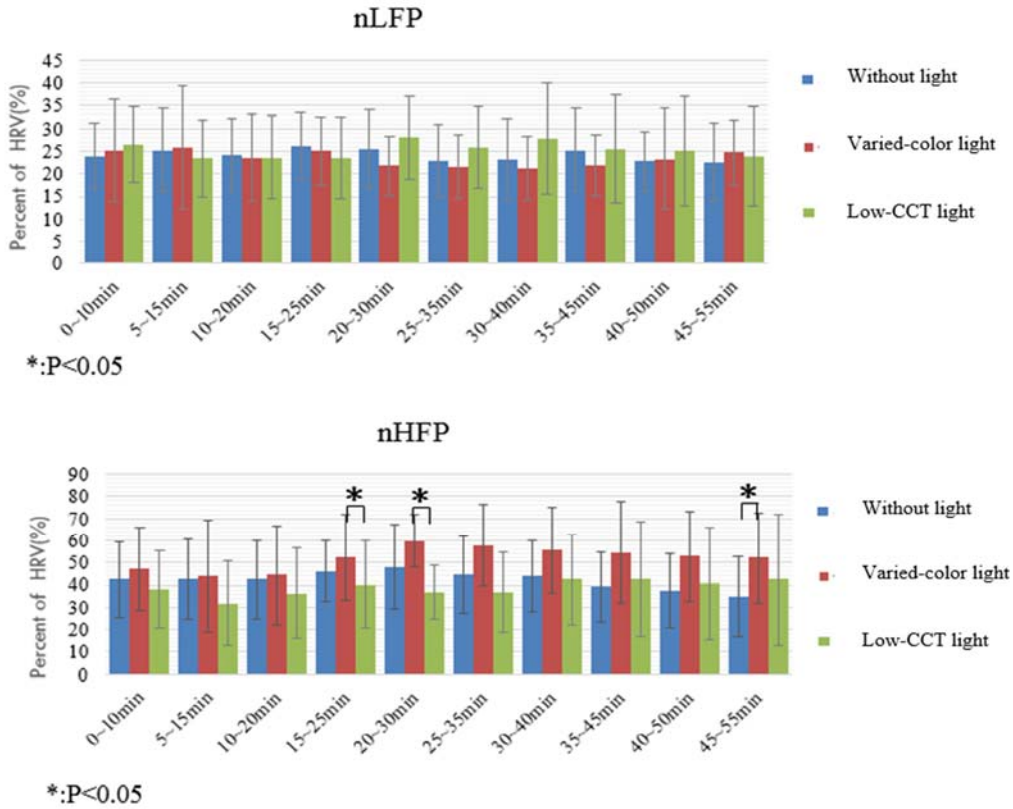 nLFP
Percent of HRV(%)
45
40
35
30
25
20
15
10
5
0
0~10min
5~15min
10~20min
15~25min
20~30min
25~35min
30~40min
35~45min
40~50min
45~55min
Without light
Varied-color light
Low-CCT light
*:P<0.05
nHFP
Percent of HRV(%)
90
80
70
60
50
40
30
20
10
0
*
*
*
0~10min
5~15min
10~20min
15~25min
20~30min
25~35min
30~40min
35~45min
40~50min
45~55min
Without light
Varied-color light
Low-CCT light
*:P<0.05